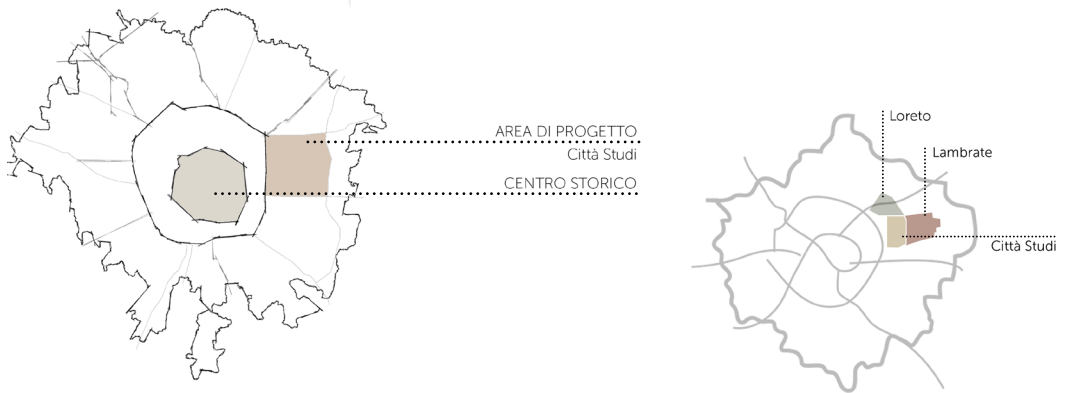 AREA DI PROGETTO
Città Studi
CENTRO STORICO
Loreto
Lambrate
Città Studi